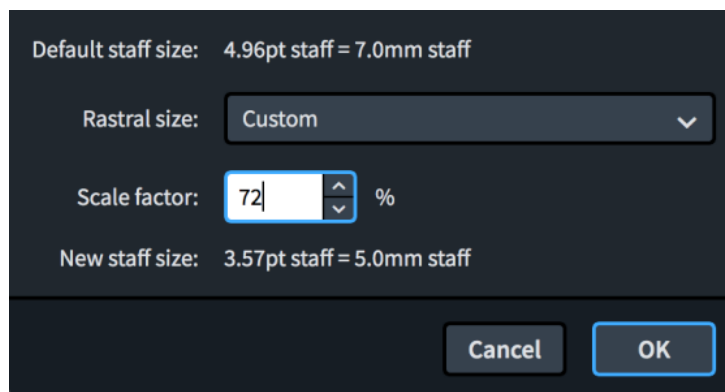 Default staff size: 4.96pt staff = 7.0mm staff
Rastral size: Custom
Scale factor: 72 %
New staff size: 3.57pt staff = 5.0mm staff
Cancel OK